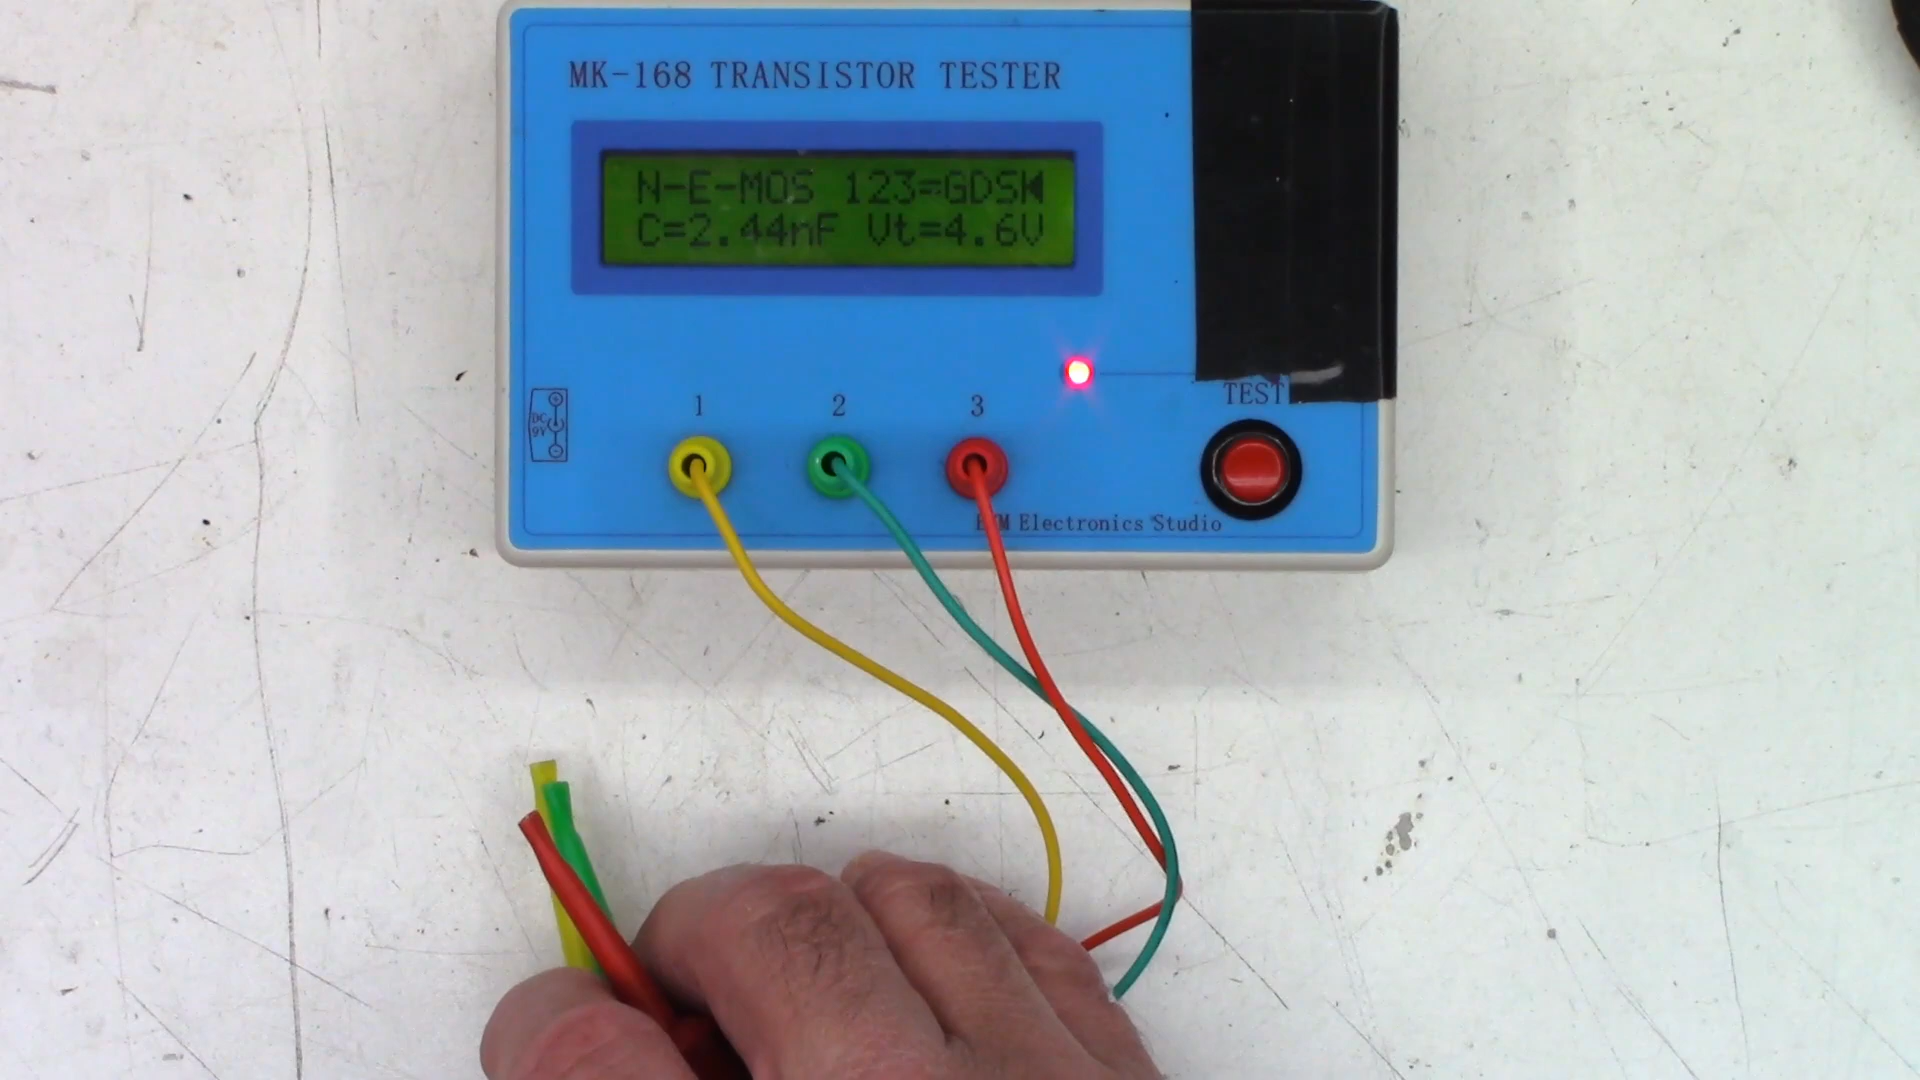 MK-168 TRANSISTOR TESTER
N-E-MOS 123=GDS
C=2.44nF Vt=4.6V
1 2 3
TEST
DC
9V
Electronics Studio